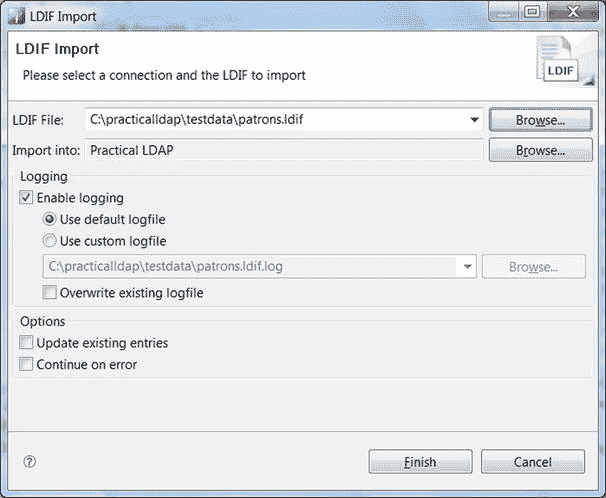 LDIF Import
LDIF Import
Please select a connection and the LDIF to import
LDIF
LDIF File: C:\practicalldap\testdata\patrons.ldif Browse...
Import into: Practical LDAP Browse...
Logging
Enable logging
Use default logfile
Use custom logfile
C:\practicalldap\testdata\patrons.ldif.log Browse...
Overwrite existing logfile
Options
Update existing entries
Continue on error
? Finish Cancel